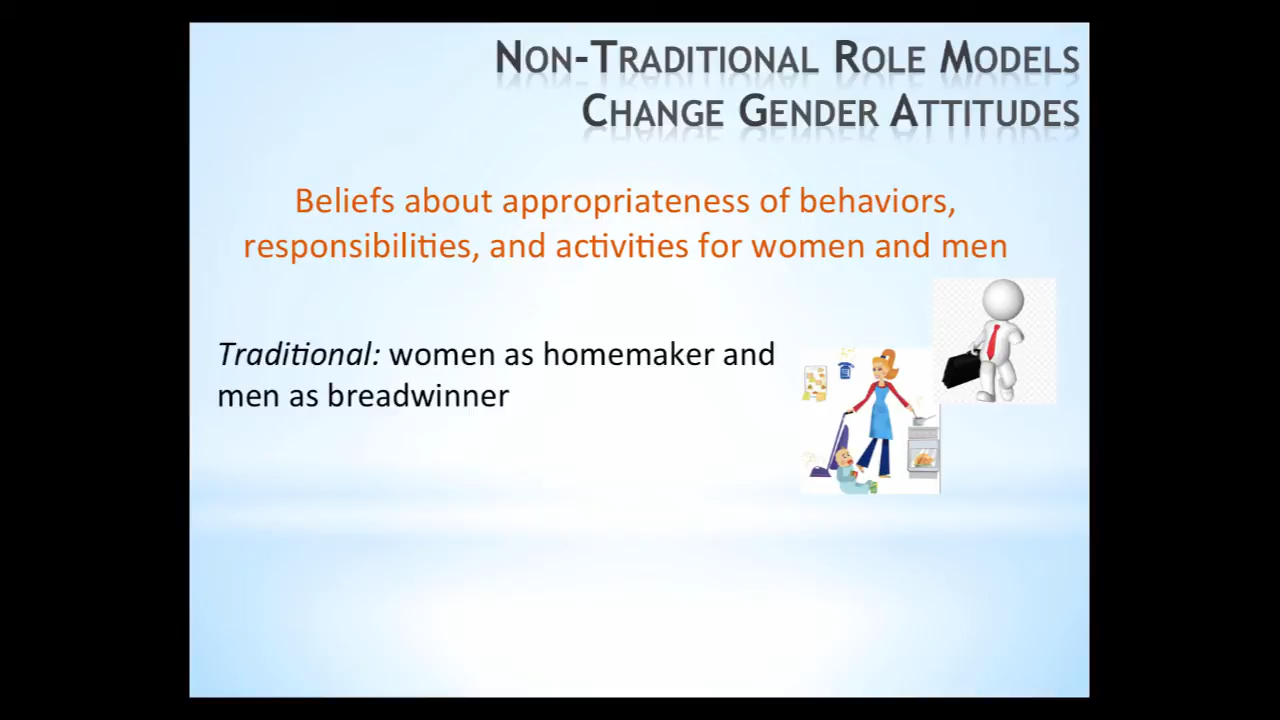 Non-Traditional Role Models
Change Gender Attitudes
Beliefs about appropriateness of behaviors,
responsibilities, and activities for women and men
Traditional: women as homemaker and
men as breadwinner